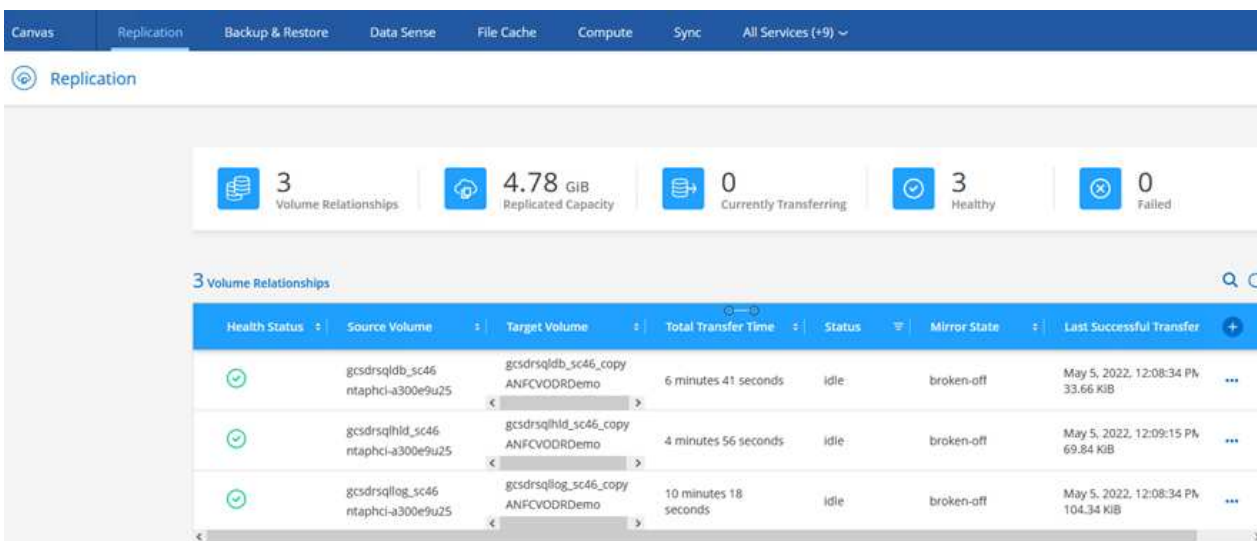 Canvas Replication Backup & Restore Data Sense File Cache Compute Sync All Services (+9)
Replication
3 4.78 GiB 0 3 0
Volume Relationships Replicated Capacity Currently Transferring Healthy Failed
3 Volume Relationships
Health Status Source Volume Target Volume Total Transfer Time Status Mirror State Last Successful Transfer
gcsdrsqldb_sc46 gcsdrsqldb_sc46_copy 6 minutes 41 seconds idle broken-off May 5, 2022, 12:08:34 PM
ntaphci-a300e9u25 ANFCVODRDemo 33.66 KiB
gcsdrsqlhld_sc46 gcsdrsqlhld_sc46_copy 4 minutes 56 seconds idle broken-off May 5, 2022, 12:09:15 PM
ntaphci-a300e9u25 ANFCVODRDemo 69.84 KiB
gcsdrsqllog_sc46 gcsdrsqllog_sc46_copy 10 minutes 18 idle broken-off May 5, 2022, 12:08:34 PM
ntaphci-a300e9u25 ANFCVODRDemo seconds 104.34 KiB